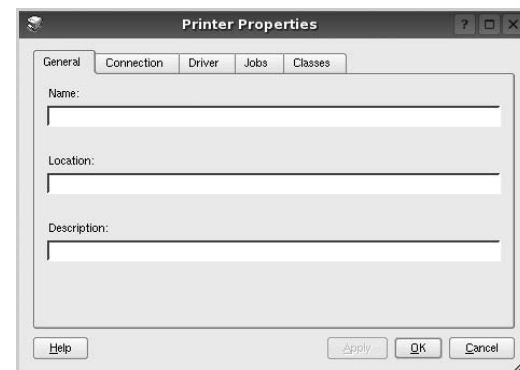 Printer Properties
General Connection Driver Jobs Classes
Name:
Location:
Description:
Help Apply OK Cancel